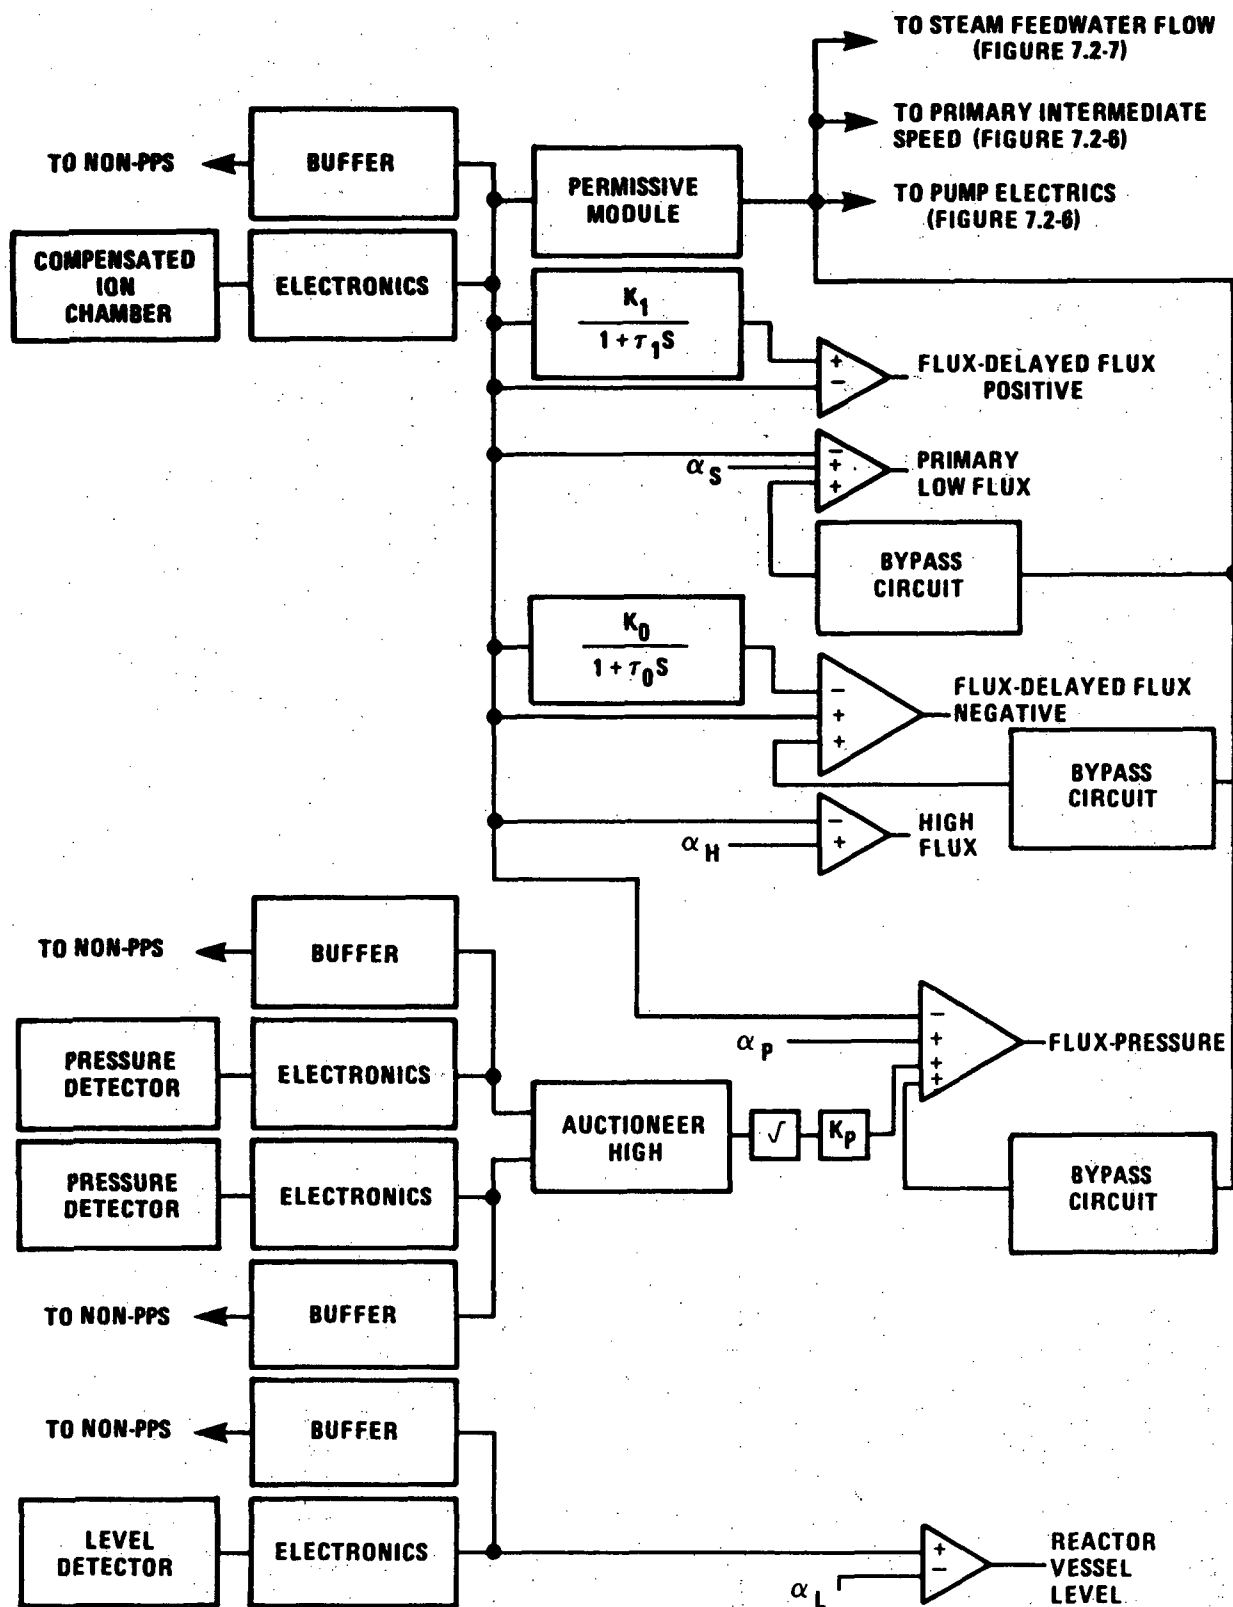 TO STEAM FEEDWATER FLOW
(FIGURE 7.2-7)
TO PRIMARY INTERMEDIATE
SPEED (FIGURE 7.2-6)
TO PUMP ELECTRICS
(FIGURE 7.2-6)
TO NON-PPS
BUFFER
PERMISSIVE
MODULE
COMPENSATED
ION
CHAMBER
ELECTRONICS
K1
1 + τ1S
+
−
FLUX-DELAYED FLUX
POSITIVE
αS
−
+
+
PRIMARY
LOW FLUX
BYPASS
CIRCUIT
K0
1 + τ0S
−
+
+
FLUX-DELAYED FLUX
NEGATIVE
BYPASS
CIRCUIT
αH
−
+
HIGH
FLUX
TO NON-PPS
BUFFER
PRESSURE
DETECTOR
ELECTRONICS
αP
−
+
+
+
FLUX-PRESSURE
AUCTIONEER
HIGH
√
KP
PRESSURE
DETECTOR
ELECTRONICS
BYPASS
CIRCUIT
TO NON-PPS
BUFFER
TO NON-PPS
BUFFER
LEVEL
DETECTOR
ELECTRONICS
αL
+
−
REACTOR
VESSEL
LEVEL